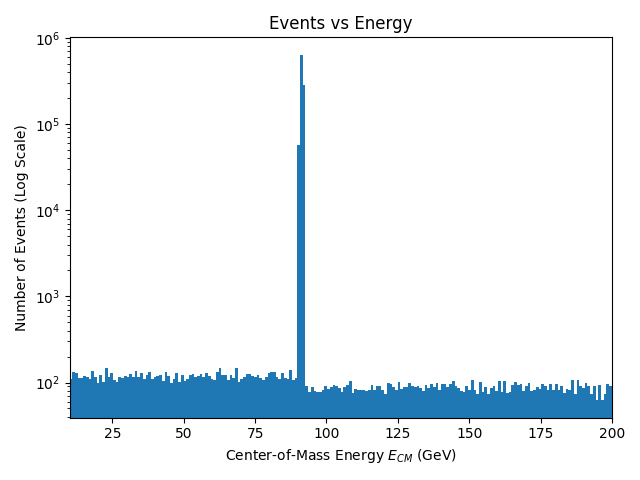 Events vs Energy
Number of Events (Log Scale)
10⁶
10⁵
10⁴
10³
10²
25 50 75 100 125 150 175 200
Center-of-Mass Energy E_CM (GeV)